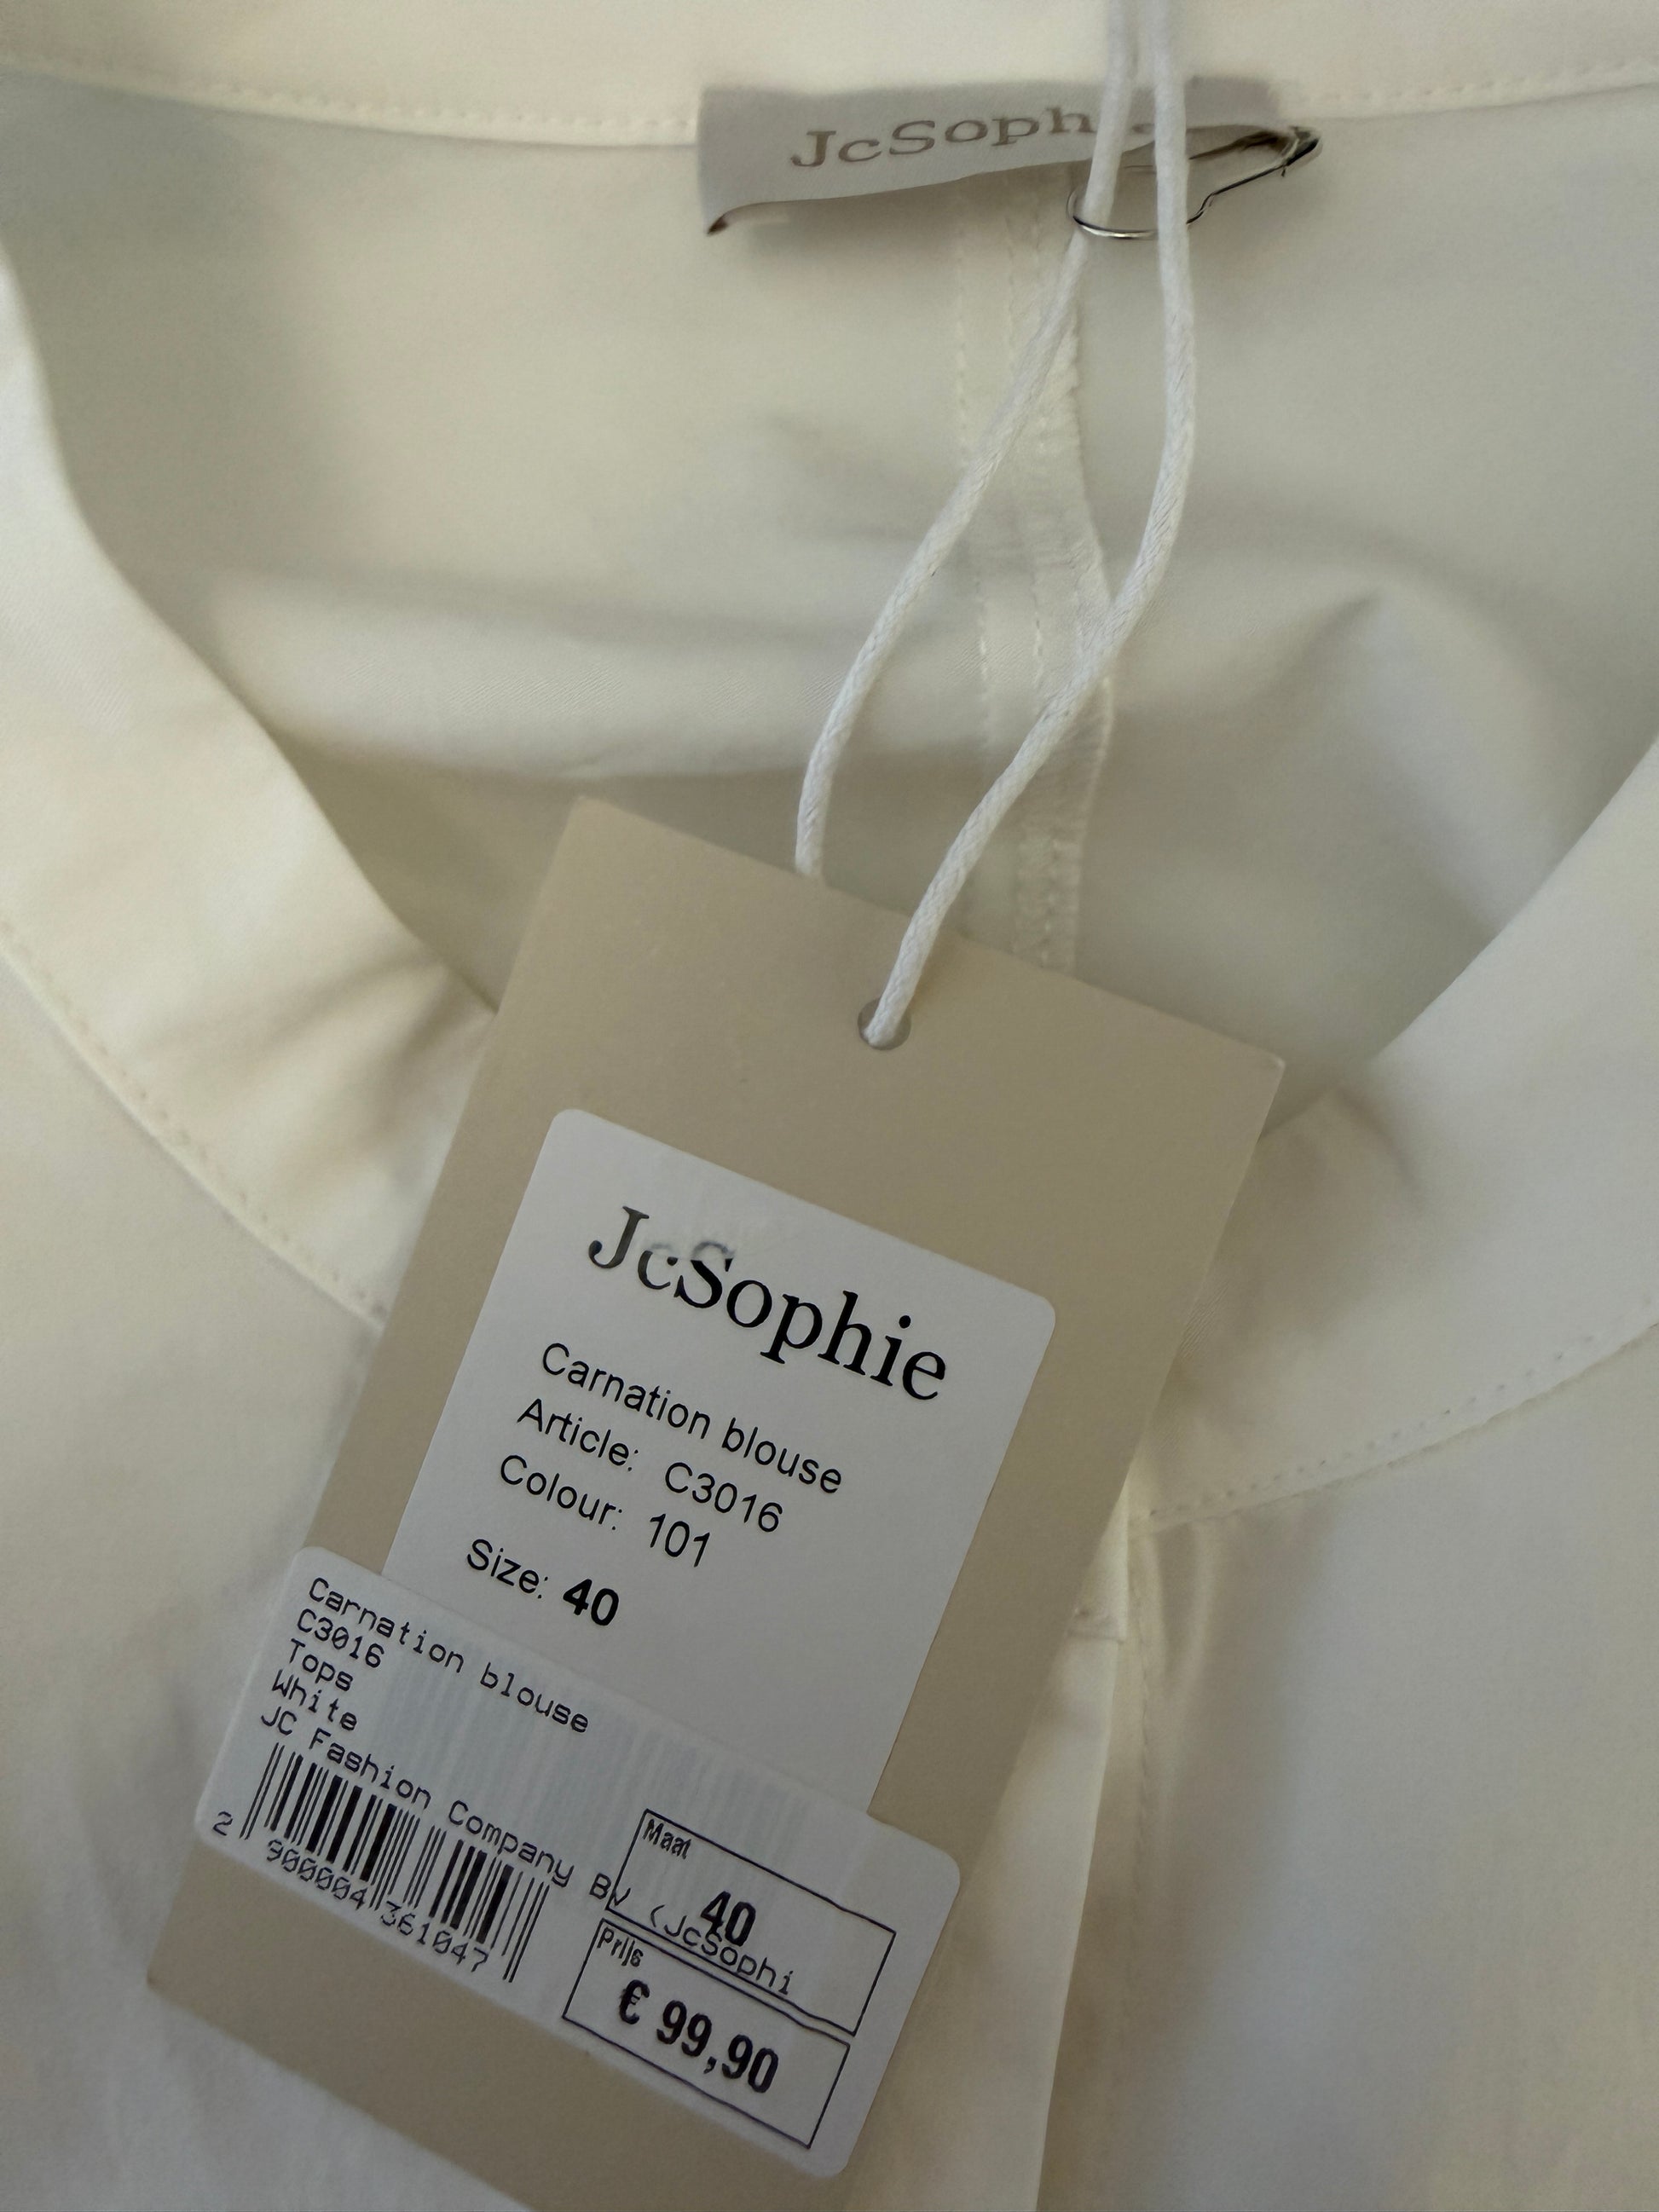 JcSoph
JcSophie
Carnation blouse
Article: C3016
Colour: 101
Size: 40
Carnation blouse
C3016
Tops
White
JC Fashion Company BV (JcSophi
2 900004 361047
Maat
40
Prijs
€ 99,90